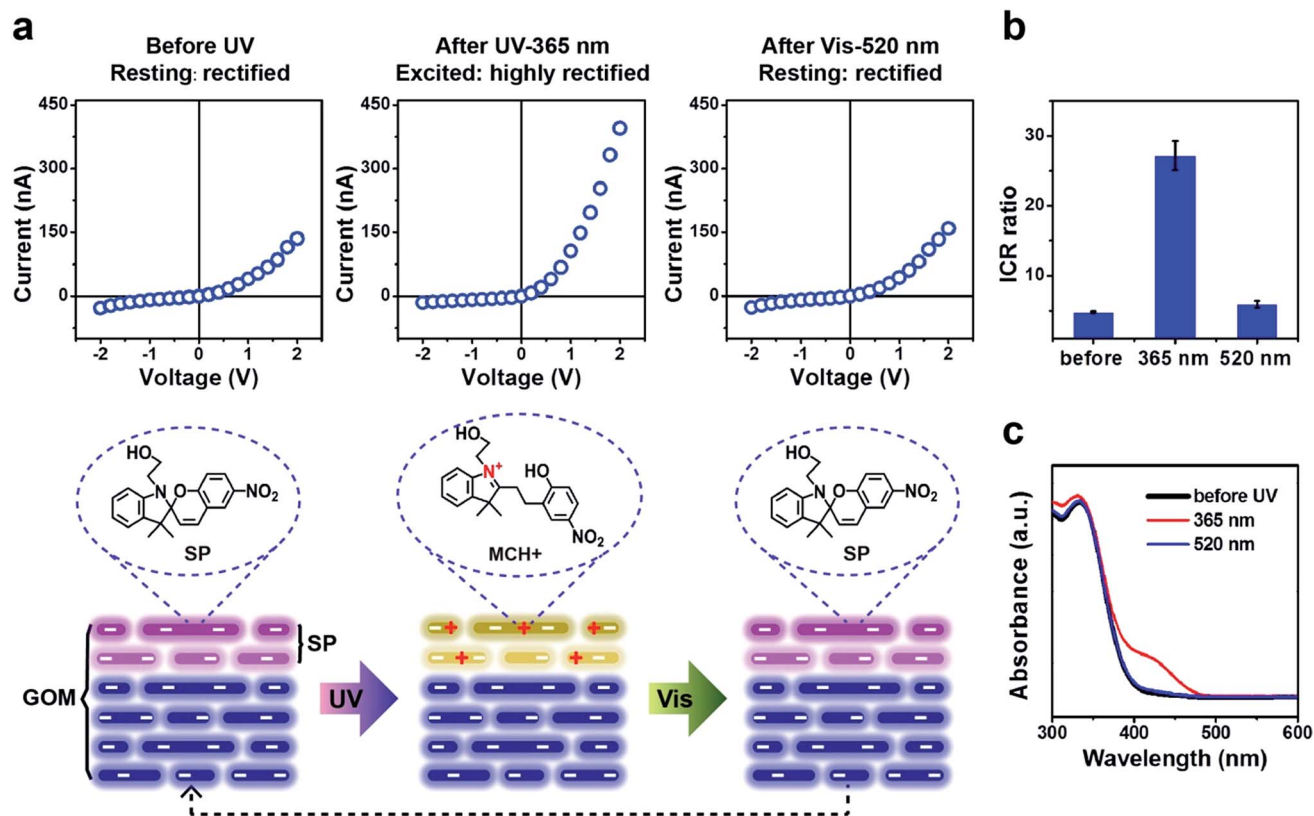 a
Before UV
Resting: rectified
After UV-365 nm
Excited: highly rectified
After Vis-520 nm
Resting: rectified
450
300
150
0
Current (nA)
-2 -1 0 1 2
Voltage (V)
450
300
150
0
Current (nA)
-2 -1 0 1 2
Voltage (V)
450
300
150
0
Current (nA)
-2 -1 0 1 2
Voltage (V)
b
30
20
10
ICR ratio
before 365 nm 520 nm
HO
N
O
NO2
SP
HO
N+
HO
NO2
MCH+
HO
N
O
NO2
SP
GOM
SP
UV
Vis
c
before UV
365 nm
520 nm
Absorbance (a.u.)
300 400 500 600
Wavelength (nm)